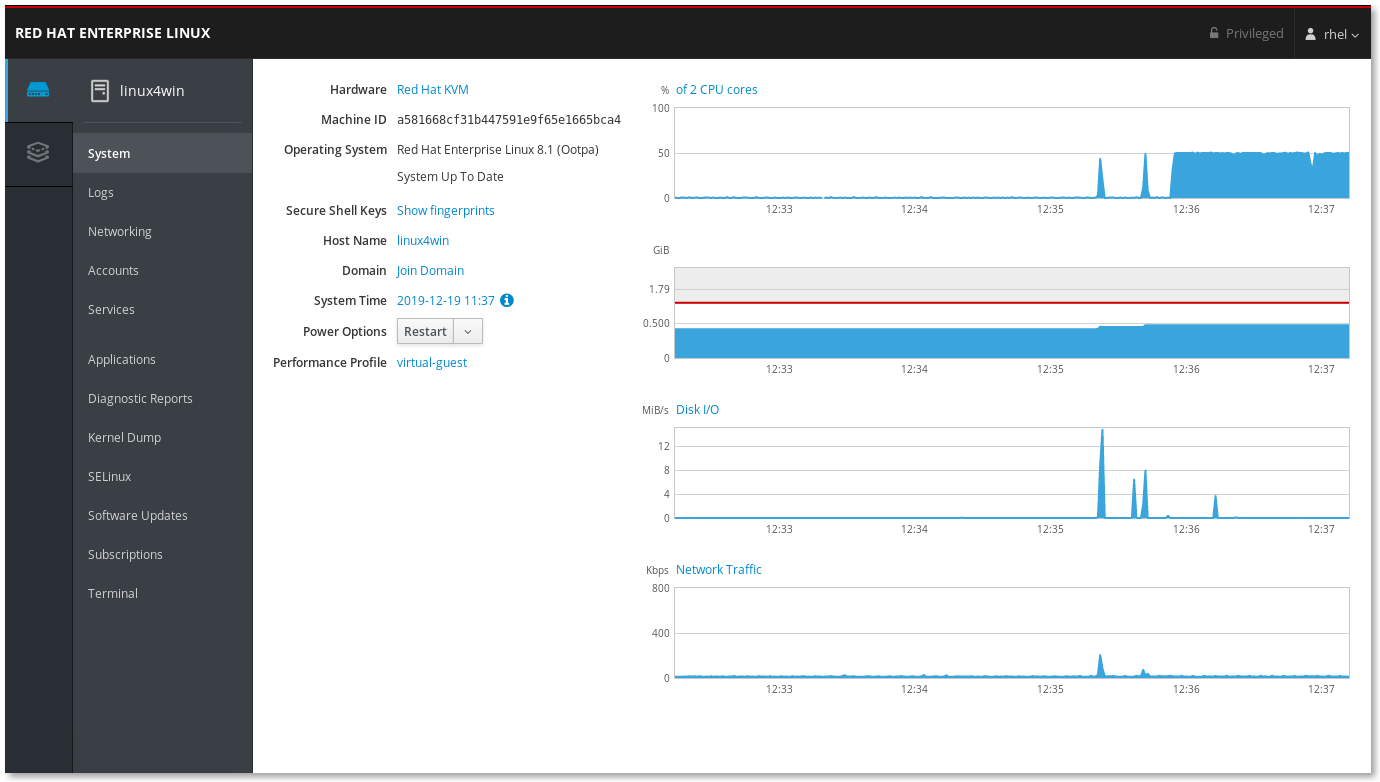 RED HAT ENTERPRISE LINUX
Privileged
rhel
linux4win
System
Logs
Networking
Accounts
Services
Applications
Diagnostic Reports
Kernel Dump
SELinux
Software Updates
Subscriptions
Terminal
Hardware Red Hat KVM
Machine ID a581668cf31b447591e9f65e1665bca4
Operating System Red Hat Enterprise Linux 8.1 (Ootpa)
System Up To Date
Secure Shell Keys Show fingerprints
Host Name linux4win
Domain Join Domain
System Time 2019-12-19 11:37
Power Options Restart
Performance Profile virtual-guest
% of 2 CPU cores
100
50
0
12:33 12:34 12:35 12:36 12:37
GiB
1.79
0.500
0
12:33 12:34 12:35 12:36 12:37
MiB/s Disk I/O
12
8
4
0
12:33 12:34 12:35 12:36 12:37
Kbps Network Traffic
800
400
0
12:33 12:34 12:35 12:36 12:37